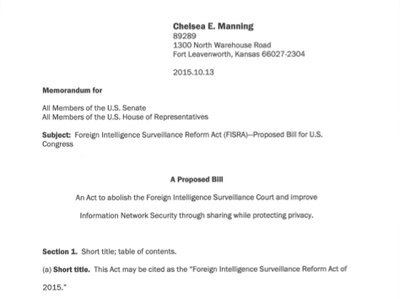 Chelsea E. Manning
89289
1300 North Warehouse Road
Fort Leavenworth, Kansas 66027-2304
2015.10.13
Memorandum for
All Members of the U.S. Senate
All Members of the U.S. House of Representatives
Subject: Foreign Intelligence Surveillance Reform Act (FISRA)—Proposed Bill for U.S.
Congress
A Proposed Bill
An Act to abolish the Foreign Intelligence Surveillance Court and improve
Information Network Security through sharing while protecting privacy.
Section 1. Short title; table of contents.
(a) Short title. This Act may be cited as the "Foreign Intelligence Surveillance Reform Act of
2015."